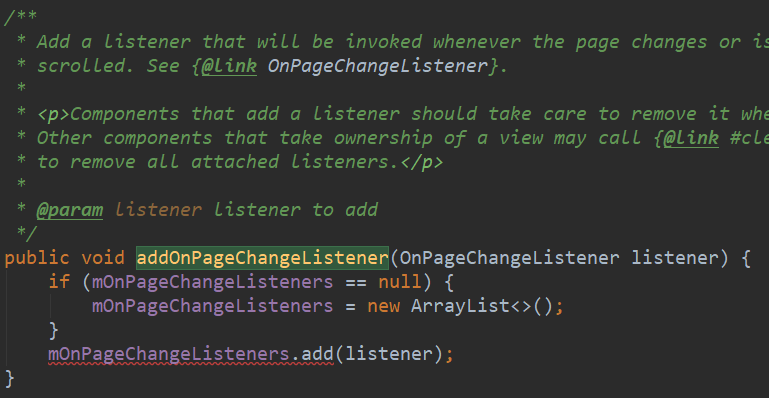 /**
 * Add a listener that will be invoked whenever the page changes or is
 * scrolled. See {@link OnPageChangeListener}.
 *
 * <p>Components that add a listener should take care to remove it whe
 * Other components that take ownership of a view may call {@link #cle
 * to remove all attached listeners.</p>
 *
 * @param listener listener to add
 */
public void addOnPageChangeListener(OnPageChangeListener listener) {
    if (mOnPageChangeListeners == null) {
        mOnPageChangeListeners = new ArrayList<>();
    }
    mOnPageChangeListeners.add(listener);
}